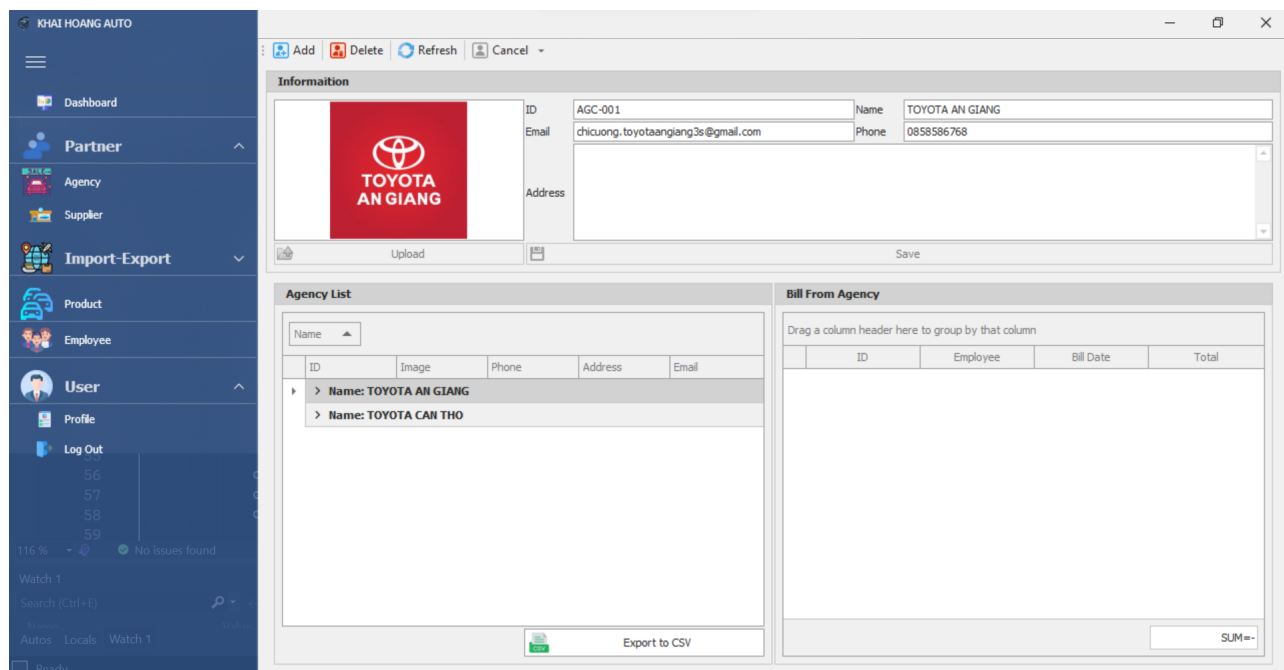 KHAI HOANG AUTO
Add Delete Refresh Cancel
Dashboard
Partner
Agency
Supplier
Import-Export
Product
Employee
User
Profile
Log Out
56
57
58
59
116 % No issues found
Watch 1
Search (Ctrl+E)
Autos Locals Watch 1
Ready
Informaition
TOYOTA
AN GIANG
ID AGC-001 Name TOYOTA AN GIANG
Email chicuong.toyotaangiang3s@gmail.com Phone 0858586768
Address
Upload Save
Agency List
Name
ID Image Phone Address Email
Name: TOYOTA AN GIANG
Name: TOYOTA CAN THO
CSV Export to CSV
Bill From Agency
Drag a column header here to group by that column
ID Employee Bill Date Total
SUM=-